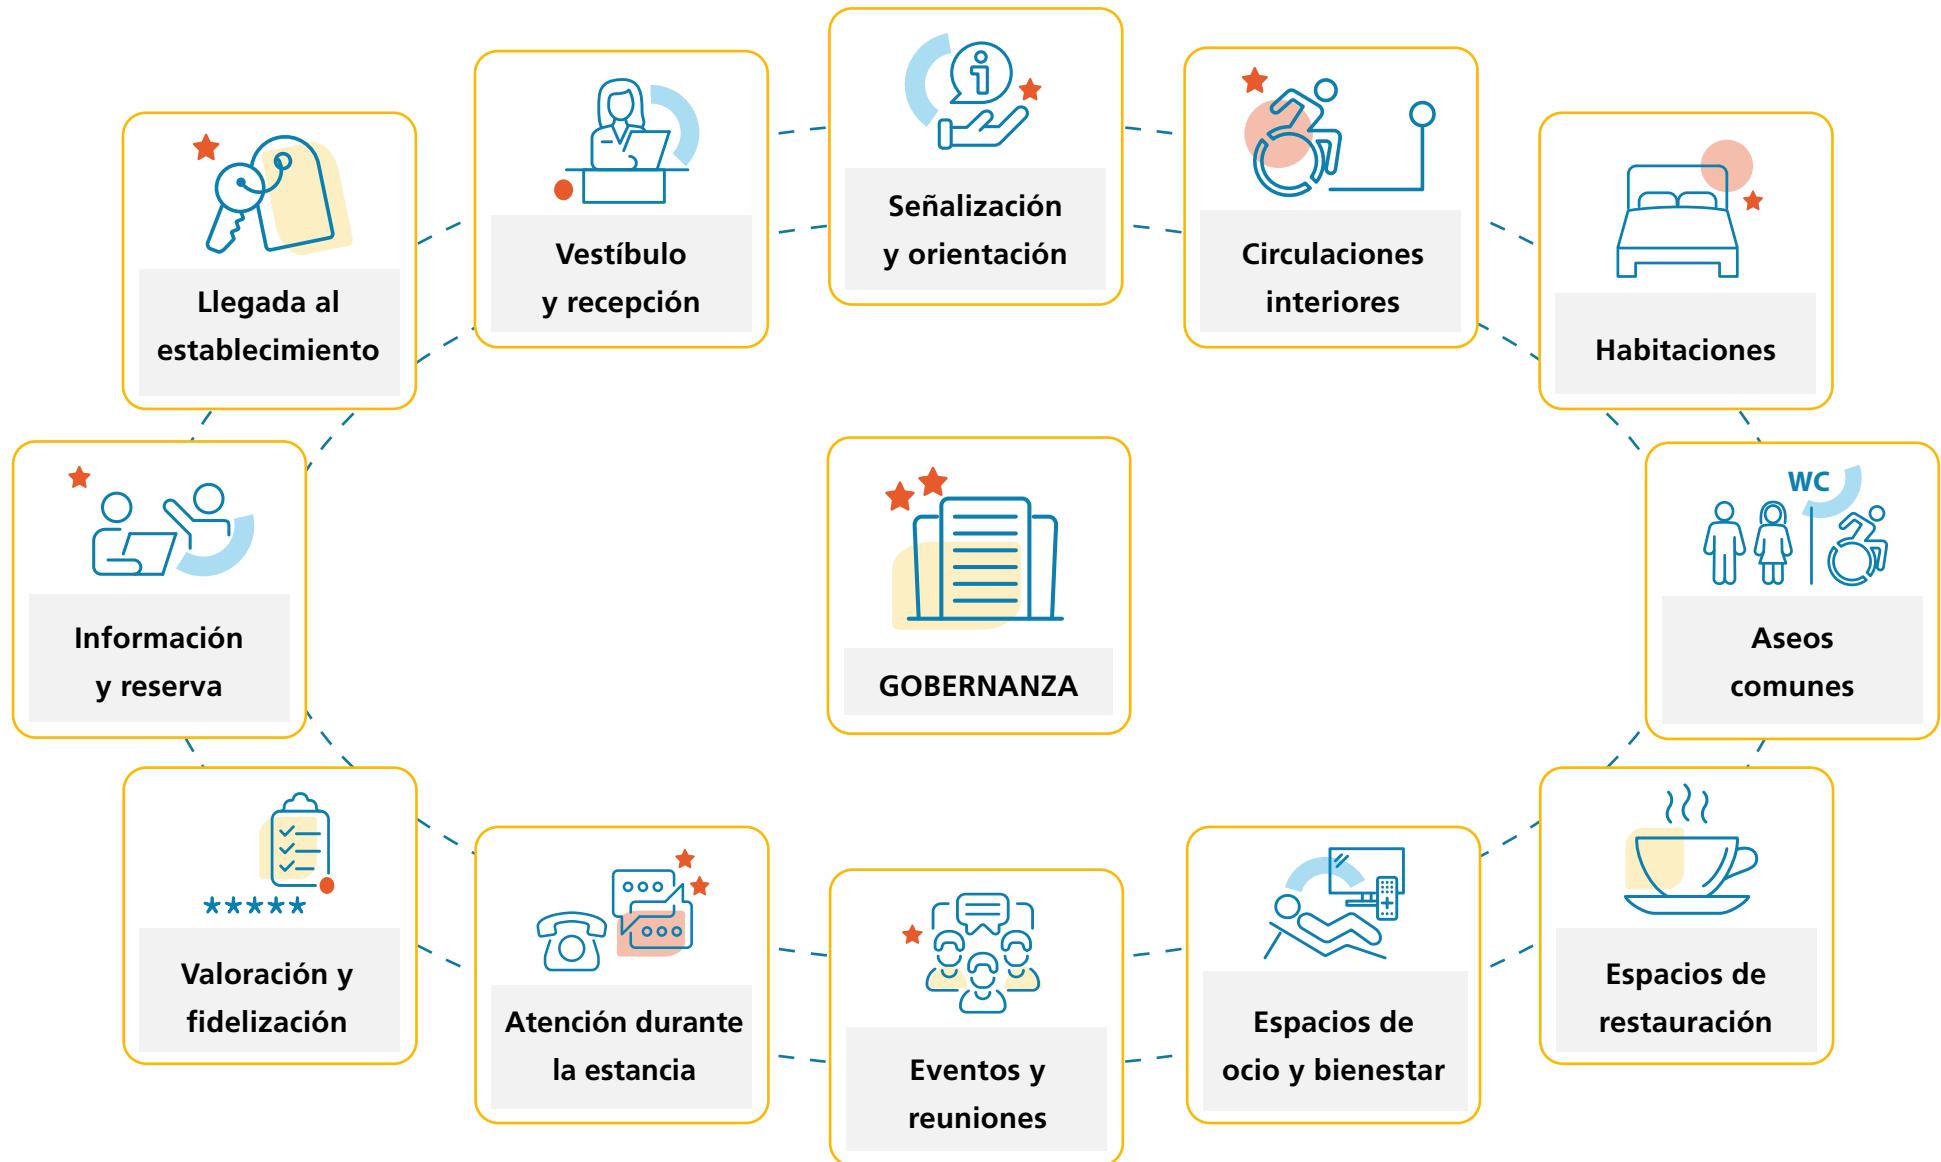 Señalización
y orientación
Vestíbulo
y recepción
Circulaciones
interiores
Llegada al
establecimiento
Habitaciones
WC
Información
y reserva
GOBERNANZA
Aseos
comunes
Valoración y
fidelización
Atención durante
la estancia
Eventos y
reuniones
Espacios de
ocio y bienestar
Espacios de
restauración